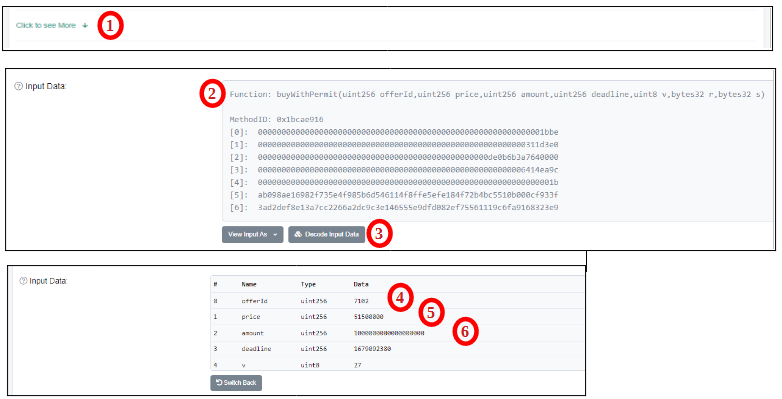 Click to see More ↓
1
Input Data:
2
Function: buyWithPermit(uint256 offerId,uint256 price,uint256 amount,uint256 deadline,uint8 v,bytes32 r,bytes32 s)
MethodID: 0x1bcae916
[0]: 0000000000000000000000000000000000000000000000000000000000001bbe
[1]: 000000000000000000000000000000000000000000000000000000000311d3e0
[2]: 0000000000000000000000000000000000000000000000000de0b6b3a7640000
[3]: 000000000000000000000000000000000000000000000000000000006414ea9c
[4]: 000000000000000000000000000000000000000000000000000000000000001b
[5]: ab098ae16982f735e4f985b6d546114f8ffe5efe184f72b4bc5510b000cf933f
[6]: 3ad2def8e13a7cc2266a2dc9c3e146555e9dfd082ef75561119c6fa9168323e9
View Input As
Decode Input Data
3
Input Data:
# Name Type Data
0 offerId uint256 7102
4
1 price uint256 51500000
5
2 amount uint256 1000000000000000000
6
3 deadline uint256 1679092380
4 v uint8 27
Switch Back